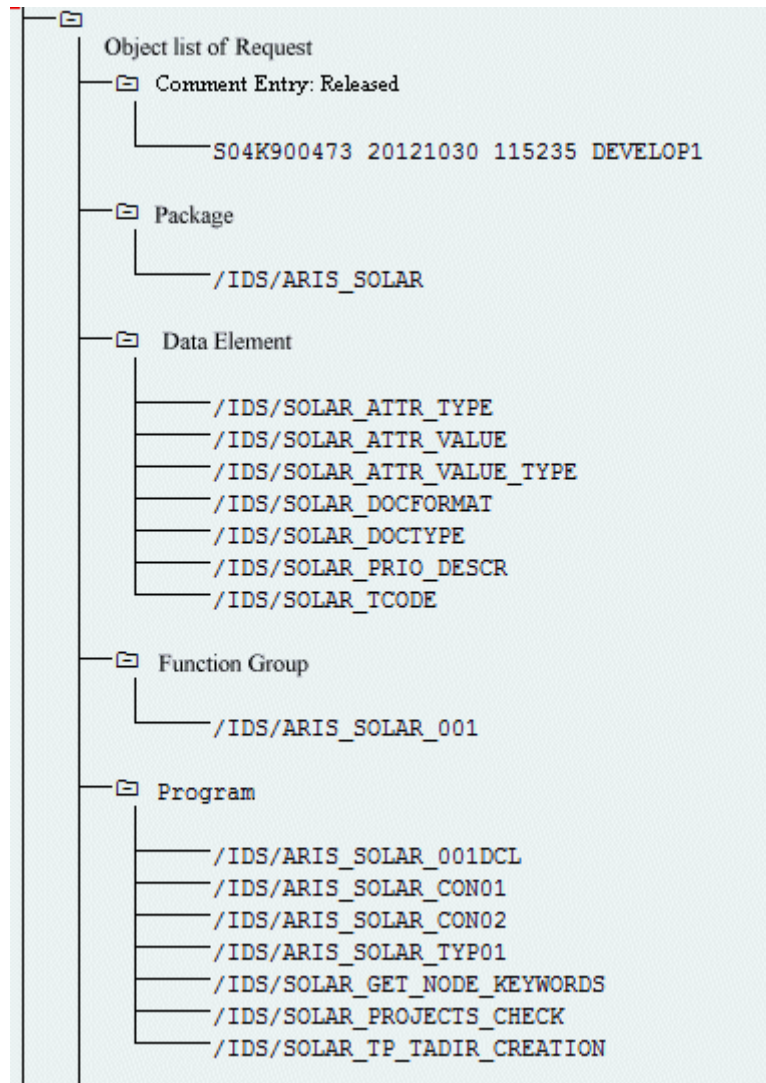 Object list of Request
Comment Entry: Released
S04K900473 20121030 115235 DEVELOP1
Package
/IDS/ARIS_SOLAR
Data Element
/IDS/SOLAR_ATTR_TYPE
/IDS/SOLAR_ATTR_VALUE
/IDS/SOLAR_ATTR_VALUE_TYPE
/IDS/SOLAR_DOCFORMAT
/IDS/SOLAR_DOCTYPE
/IDS/SOLAR_PRIO_DESCR
/IDS/SOLAR_TCODE
Function Group
/IDS/ARIS_SOLAR_001
Program
/IDS/ARIS_SOLAR_001DCL
/IDS/ARIS_SOLAR_CON01
/IDS/ARIS_SOLAR_CON02
/IDS/ARIS_SOLAR_TYP01
/IDS/SOLAR_GET_NODE_KEYWORDS
/IDS/SOLAR_PROJECTS_CHECK
/IDS/SOLAR_TP_TADIR_CREATION